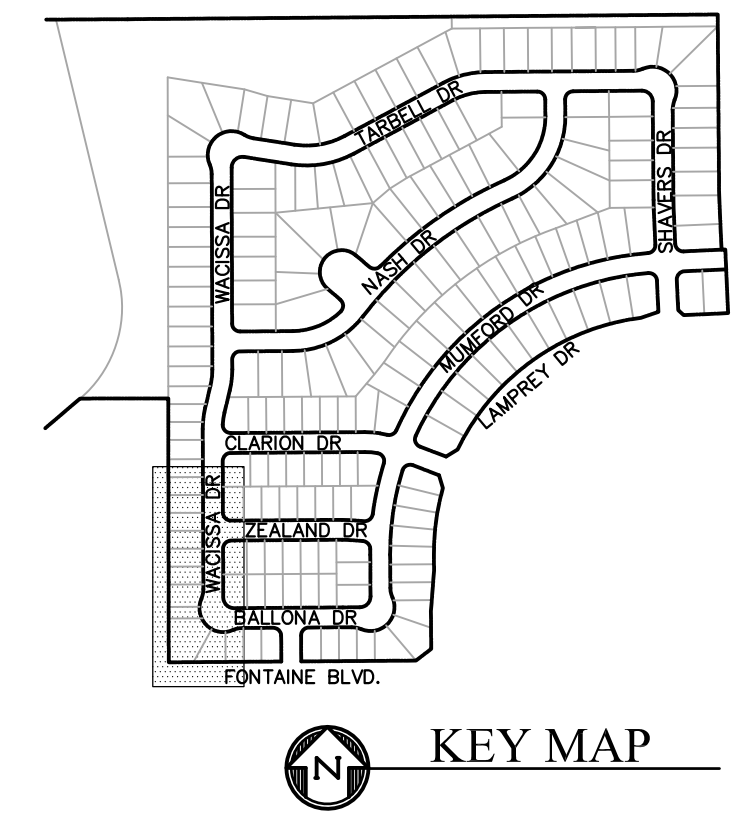 TARBELL DR
SHAVERS DR
WACISSA DR
NASH DR
MUMFORD DR
LAMPREY DR
CLARION DR
WACISSA DR
ZEALAND DR
BALLONA DR
FONTAINE BLVD.
N
KEY MAP